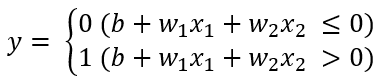 y = {0 (b + w₁x₁ + w₂x₂ ≤ 0)
1 (b + w₁x₁ + w₂x₂ > 0)